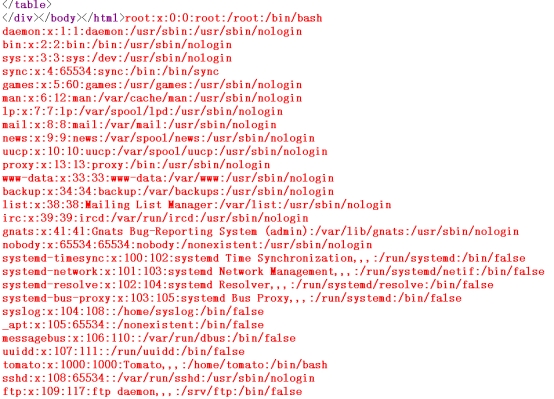 </table>
</div></body></html>root:x:0:0:root:/root:/bin/bash
daemon:x:1:1:daemon:/usr/sbin:/usr/sbin/nologin
bin:x:2:2:bin:/bin:/usr/sbin/nologin
sys:x:3:3:sys:/dev:/usr/sbin/nologin
sync:x:4:65534:sync:/bin:/bin/sync
games:x:5:60:games:/usr/games:/usr/sbin/nologin
man:x:6:12:man:/var/cache/man:/usr/sbin/nologin
lp:x:7:7:lp:/var/spool/lpd:/usr/sbin/nologin
mail:x:8:8:mail:/var/mail:/usr/sbin/nologin
news:x:9:9:news:/var/spool/news:/usr/sbin/nologin
uucp:x:10:10:uucp:/var/spool/uucp:/usr/sbin/nologin
proxy:x:13:13:proxy:/bin:/usr/sbin/nologin
www-data:x:33:33:www-data:/var/www:/usr/sbin/nologin
backup:x:34:34:backup:/var/backups:/usr/sbin/nologin
list:x:38:38:Mailing List Manager:/var/list:/usr/sbin/nologin
irc:x:39:39:ircd:/var/run/ircd:/usr/sbin/nologin
gnats:x:41:41:Gnats Bug-Reporting System (admin):/var/lib/gnats:/usr/sbin/nologin
nobody:x:65534:65534:nobody:/nonexistent:/usr/sbin/nologin
systemd-timesync:x:100:102:systemd Time Synchronization,,,:/run/systemd:/bin/false
systemd-network:x:101:103:systemd Network Management,,,:/run/systemd/netif:/bin/false
systemd-resolve:x:102:104:systemd Resolver,,,:/run/systemd/resolve:/bin/false
systemd-bus-proxy:x:103:105:systemd Bus Proxy,,,:/run/systemd:/bin/false
syslog:x:104:108::/home/syslog:/bin/false
_apt:x:105:65534::/nonexistent:/bin/false
messagebus:x:106:110::/var/run/dbus:/bin/false
uuidd:x:107:111::/run/uuidd:/bin/false
tomato:x:1000:1000:Tomato,,,:/home/tomato:/bin/bash
sshd:x:108:65534::/var/run/sshd:/usr/sbin/nologin
ftp:x:109:117:ftp daemon,,,:/srv/ftp:/bin/false